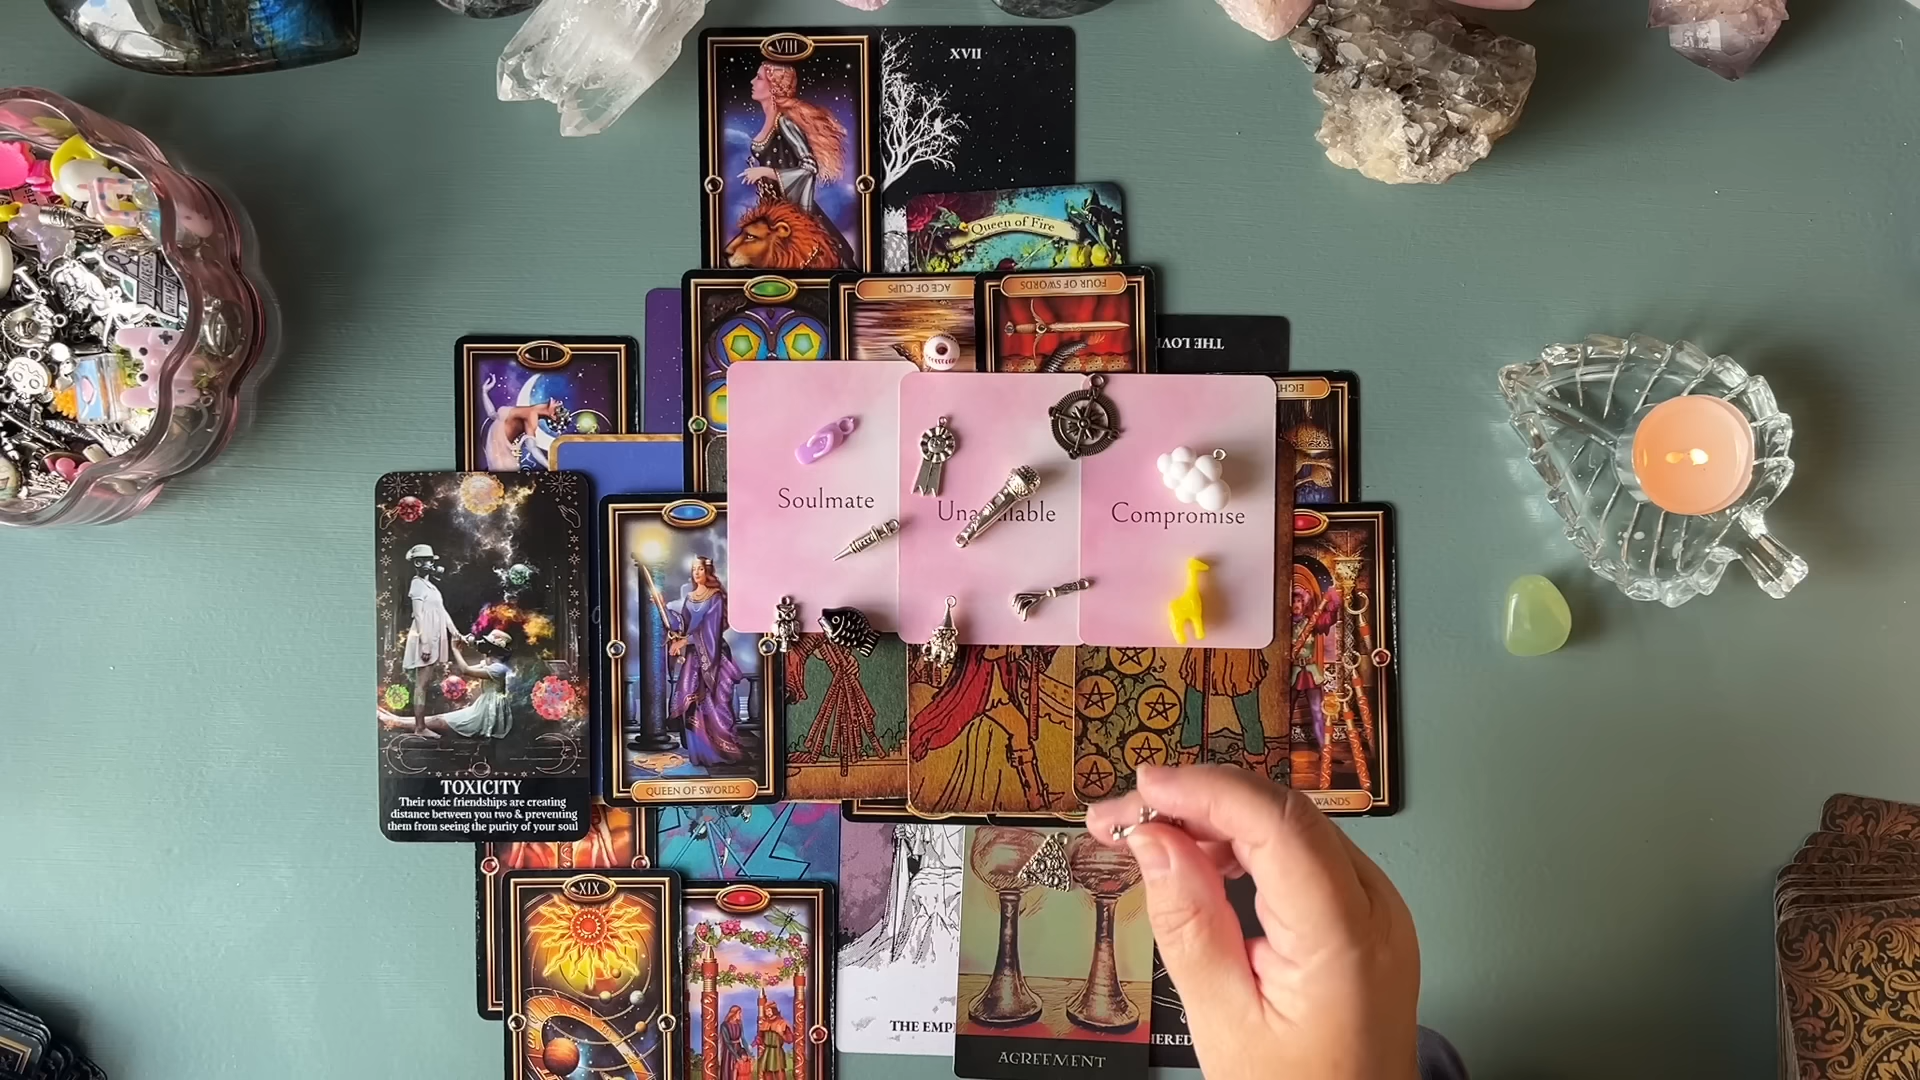 VIII
XVII
Queen of Fire
ACE OF CUPS
FOUR OF SWORDS
THE LOV
II
EIGH
Soulmate
Compromise
QUEEN OF SWORDS
WANDS
TOXICITY
Their toxic friendships are creating
distance between you two & preventing
them from seeing the purity of your soul
XIX
THE EMP
HERED
AGREEMENT